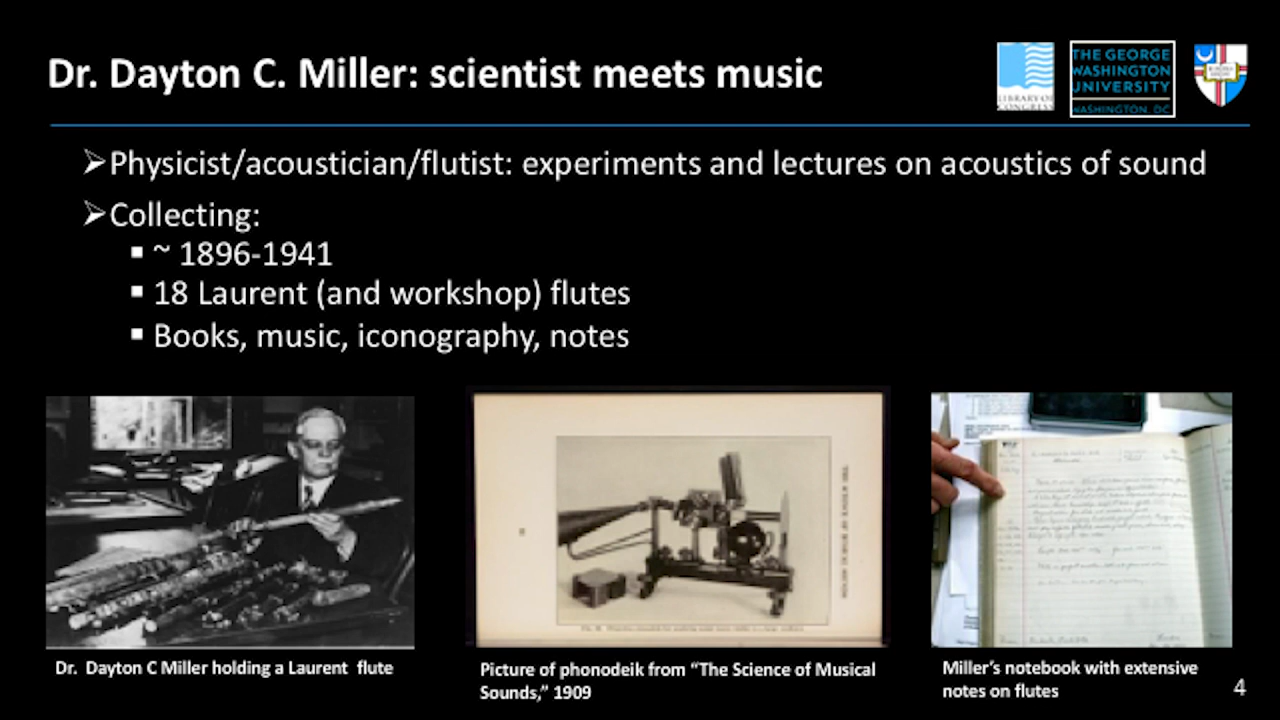 Dr. Dayton C. Miller: scientist meets music
LIBRARY OF
CONGRESS
THE GEORGE
WASHINGTON
UNIVERSITY
WASHINGTON, DC
➢Physicist/acoustician/flutist: experiments and lectures on acoustics of sound
➢Collecting:
▪ ~ 1896-1941
▪ 18 Laurent (and workshop) flutes
▪ Books, music, iconography, notes
Dr. Dayton C Miller holding a Laurent flute
Picture of phonodeik from “The Science of Musical
Sounds,” 1909
Miller’s notebook with extensive
notes on flutes
4